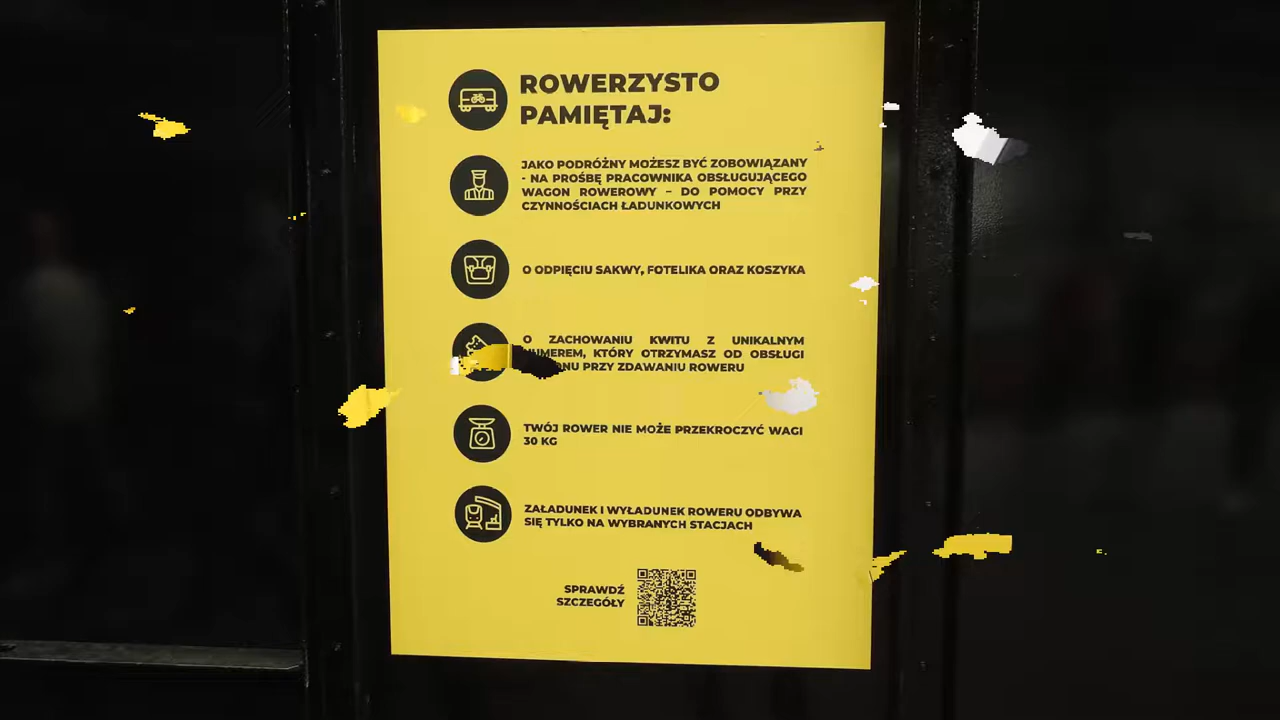 ROWERZYSTO
PAMIĘTAJ:
JAKO PODRÓŻNY MOŻESZ BYĆ ZOBOWIĄZANY
- NA PROŚBĘ PRACOWNIKA OBSŁUGUJĄCEGO
WAGON ROWEROWY – DO POMOCY PRZY
CZYNNOŚCIACH ŁADUNKOWYCH
O ODPIĘCIU SAKWY, FOTELIKA ORAZ KOSZYKA
O ZACHOWANIU KWITU Z UNIKALNYM
KTÓRY OTRZYMASZ OD OBSŁUGI
PRZY ZDAWANIU ROWERU
TWÓJ ROWER NIE MOŻE PRZEKROCZYĆ WAGI
30 KG
ZAŁADUNEK I WYŁADUNEK ROWERU ODBYWA
SIĘ TYLKO NA WYBRANYCH STACJACH
SPRAWDŹ
SZCZEGÓŁY